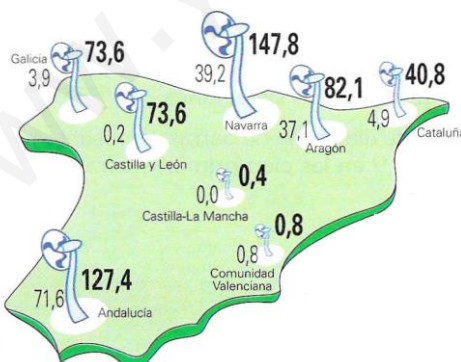 Galicia
3,9
73,6
0,2
73,6
Castilla y León
39,2
147,8
Navarra
37,1
82,1
Aragón
4,9
40,8
Cataluña
0,0
0,4
Castilla-La Mancha
0,8
0,8
Comunidad
Valenciana
71,6
127,4
Andalucía